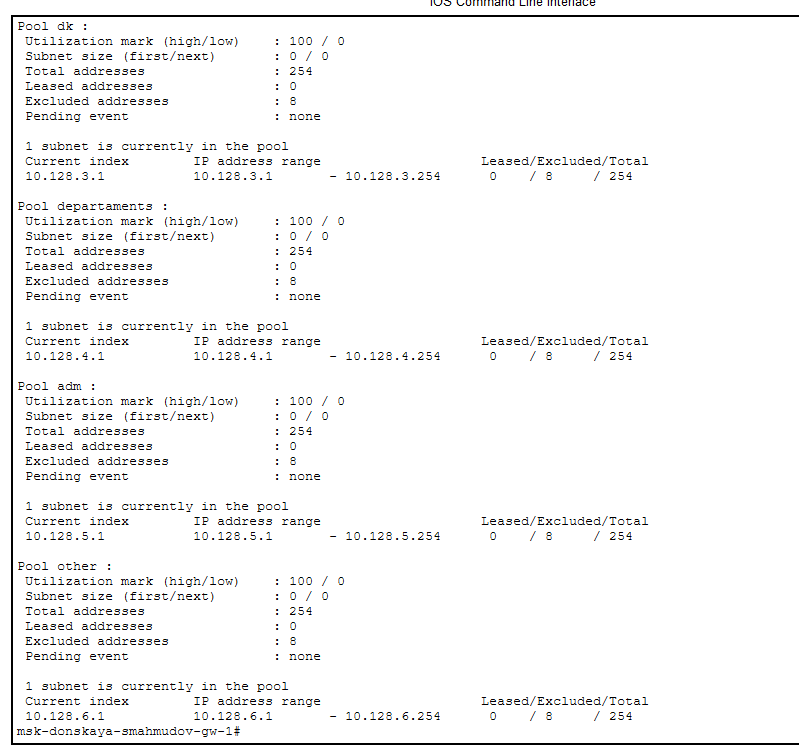 IOS Command Line Interface
Pool dk :
 Utilization mark (high/low)    : 100 / 0
 Subnet size (first/next)       : 0 / 0
 Total addresses                : 254
 Leased addresses               : 0
 Excluded addresses             : 8
 Pending event                  : none

 1 subnet is currently in the pool
 Current index        IP address range                    Leased/Excluded/Total
 10.128.3.1           10.128.3.1       - 10.128.3.254      0    / 8     / 254

Pool departaments :
 Utilization mark (high/low)    : 100 / 0
 Subnet size (first/next)       : 0 / 0
 Total addresses                : 254
 Leased addresses               : 0
 Excluded addresses             : 8
 Pending event                  : none

 1 subnet is currently in the pool
 Current index        IP address range                    Leased/Excluded/Total
 10.128.4.1           10.128.4.1       - 10.128.4.254      0    / 8     / 254

Pool adm :
 Utilization mark (high/low)    : 100 / 0
 Subnet size (first/next)       : 0 / 0
 Total addresses                : 254
 Leased addresses               : 0
 Excluded addresses             : 8
 Pending event                  : none

 1 subnet is currently in the pool
 Current index        IP address range                    Leased/Excluded/Total
 10.128.5.1           10.128.5.1       - 10.128.5.254      0    / 8     / 254

Pool other :
 Utilization mark (high/low)    : 100 / 0
 Subnet size (first/next)       : 0 / 0
 Total addresses                : 254
 Leased addresses               : 0
 Excluded addresses             : 8
 Pending event                  : none

 1 subnet is currently in the pool
 Current index        IP address range                    Leased/Excluded/Total
 10.128.6.1           10.128.6.1       - 10.128.6.254      0    / 8     / 254
msk-donskaya-smahmudov-gw-1#